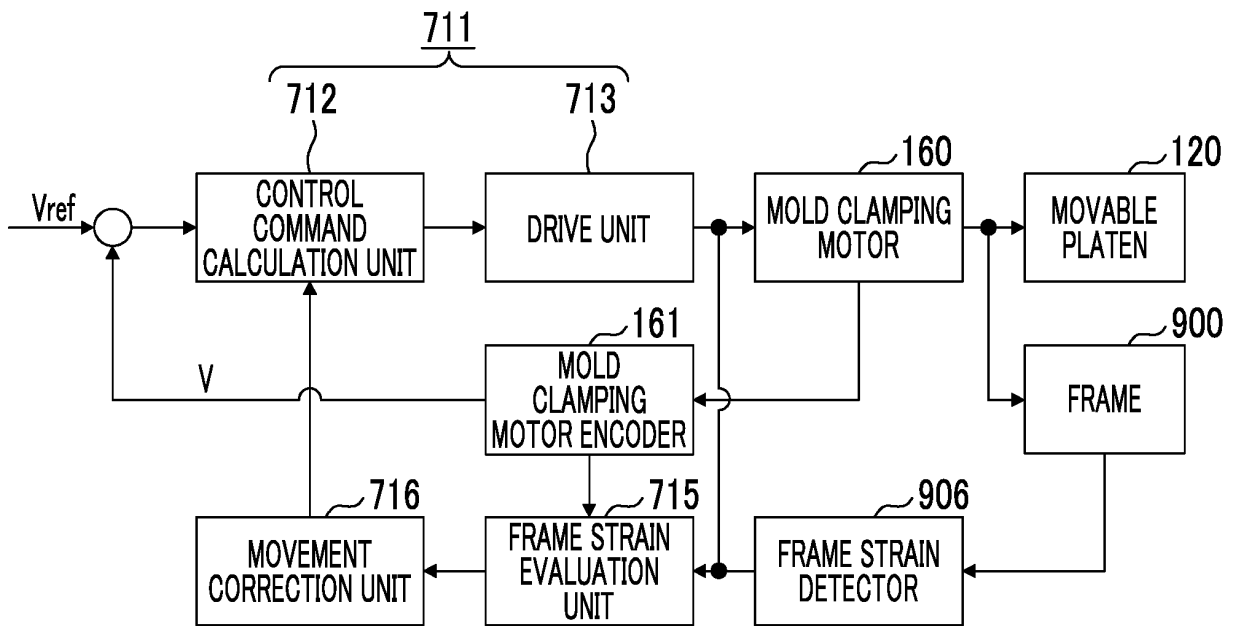 711
712
713
160
120
Vref
CONTROL
COMMAND
CALCULATION UNIT
DRIVE UNIT
MOLD CLAMPING
MOTOR
MOVABLE
PLATEN
161
900
V
MOLD
CLAMPING
MOTOR ENCODER
FRAME
716
715
906
MOVEMENT
CORRECTION UNIT
FRAME STRAIN
EVALUATION
UNIT
FRAME STRAIN
DETECTOR